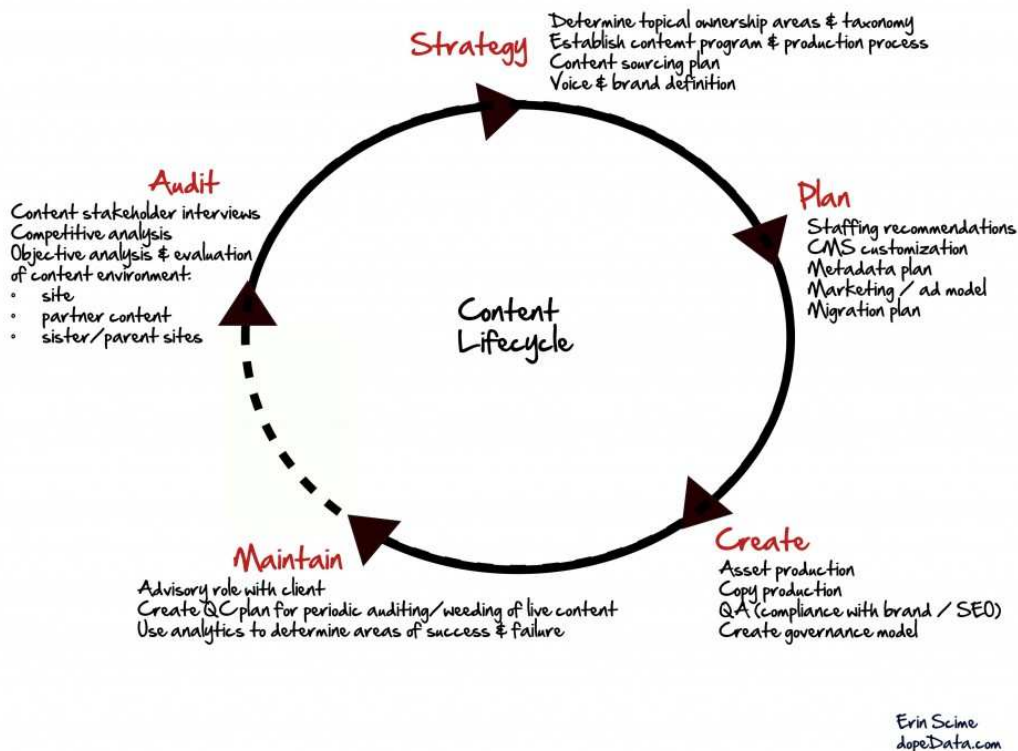 Strategy
Determine topical ownership areas & taxonomy
Establish contemt program & production process
Content sourcing plan
Voice & brand definition
Plan
Staffing recommendations
CMS customization
Metadata plan
Marketing / ad model
Migration plan
Create
Asset production
Copy production
QA (compliance with brand / SEO)
Create governance model
Maintain
Advisory role with client
Create QC plan for periodic auditing/weeding of live content
Use analytics to determine areas of success & failure
Audit
Content stakeholder interviews
Competitive analysis
Objective analysis & evaluation
of content environment:
• site
• partner content
• sister/parent sites
Content
Lifecycle
Erin Scime
dopeData.com